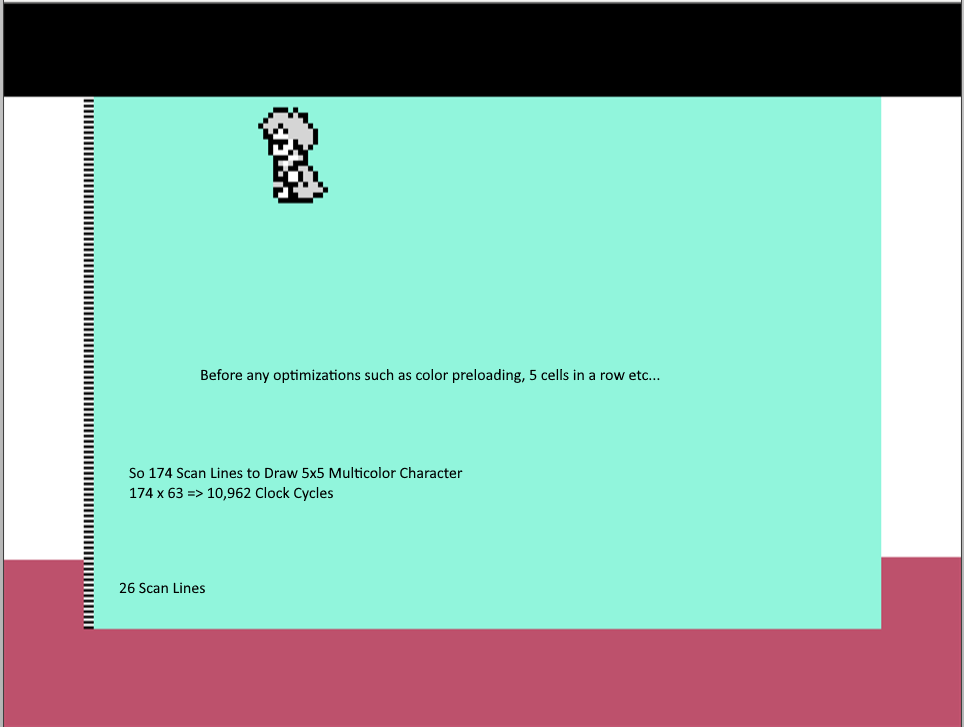 Before any optimizations such as color preloading, 5 cells in a row etc...
So 174 Scan Lines to Draw 5x5 Multicolor Character
174 x 63 => 10,962 Clock Cycles
26 Scan Lines